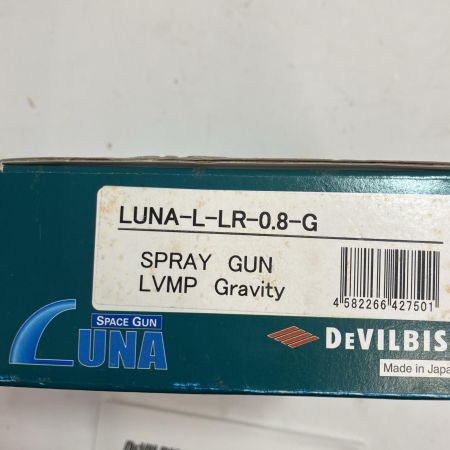 LUNA-L-LR-0.8-G
SPRAY GUN
LVMP Gravity
4 582266 427501
SPACE GUN
LUNA
DEVILBIS
Made in Japa